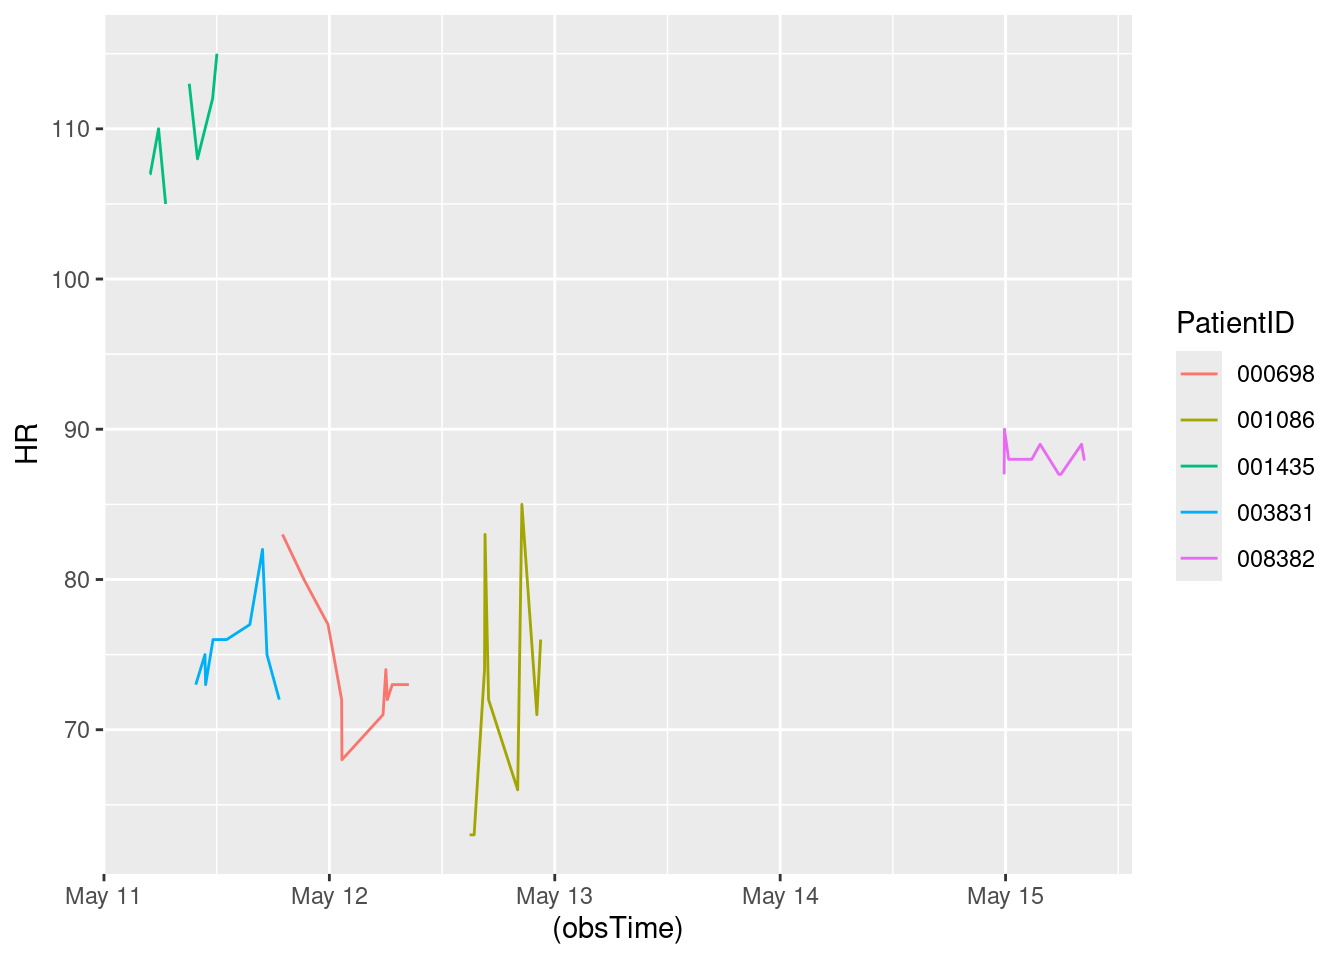 110
100
90
80
70
HR
May 11
May 12
May 13
May 14
May 15
(obsTime)
PatientID
000698
001086
001435
003831
008382